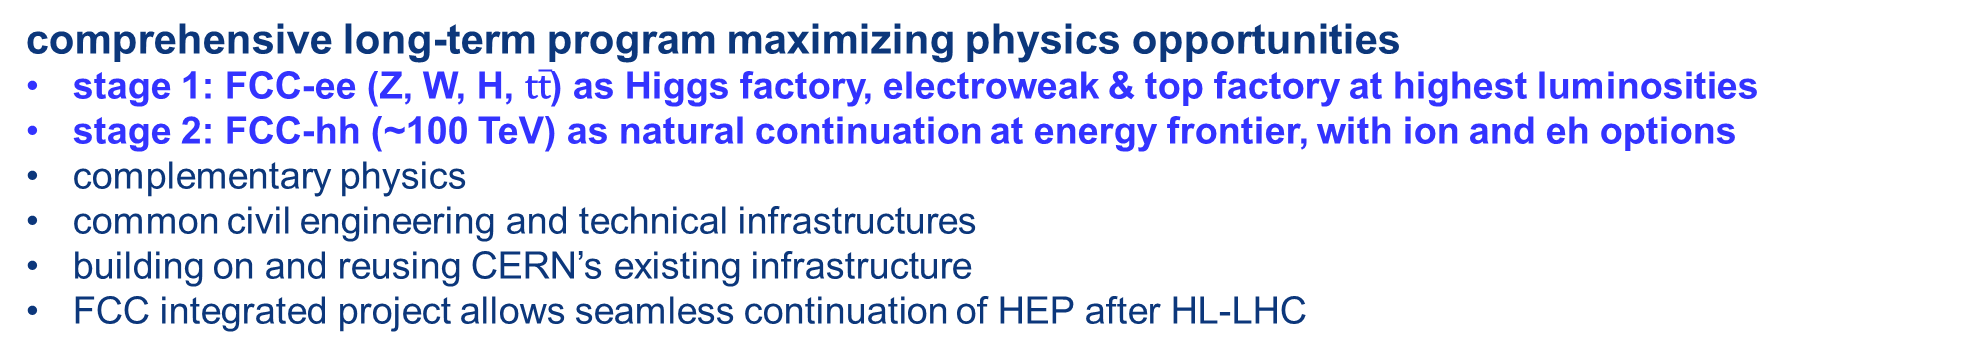 comprehensive long-term program maximizing physics opportunities
• stage 1: FCC-ee (Z, W, H, tt̄) as Higgs factory, electroweak & top factory at highest luminosities
• stage 2: FCC-hh (~100 TeV) as natural continuation at energy frontier, with ion and eh options
• complementary physics
• common civil engineering and technical infrastructures
• building on and reusing CERN’s existing infrastructure
• FCC integrated project allows seamless continuation of HEP after HL-LHC